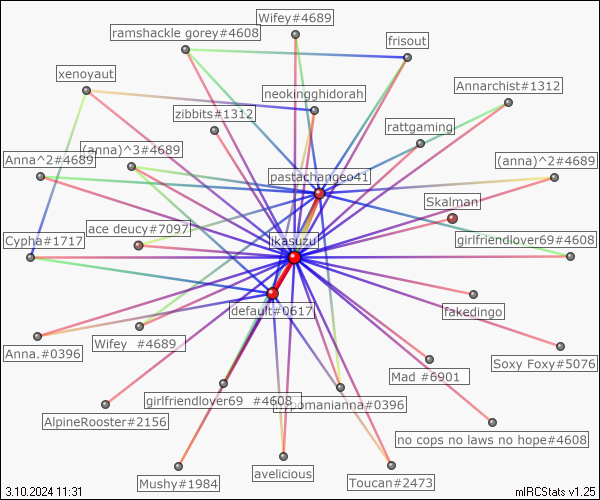 Wifey#4689
ramshackle gorey#4608
frisout
xenoyaut
Annarchist#1312
neokingghidorah
zibbits#1312
rattgaming
(anna)^3#4689
Anna^2#4689
(anna)^2#4689
pastachangeo41
Skalman
ace deucy#7097
Cypha#1717
ikasuzu
girlfriendlover69#4608
default#0617
fakedingo
Anna.#0396
Wifey  #4689
Soxy Foxy#5076
Mad #6901
girlfriendlover69  #4608
#0396
AlpineRooster#2156
no cops no laws no hope#4608
Mushy#1984
avelicious
Toucan#2473
3.10.2024 11:31
mIRCStats v1.25